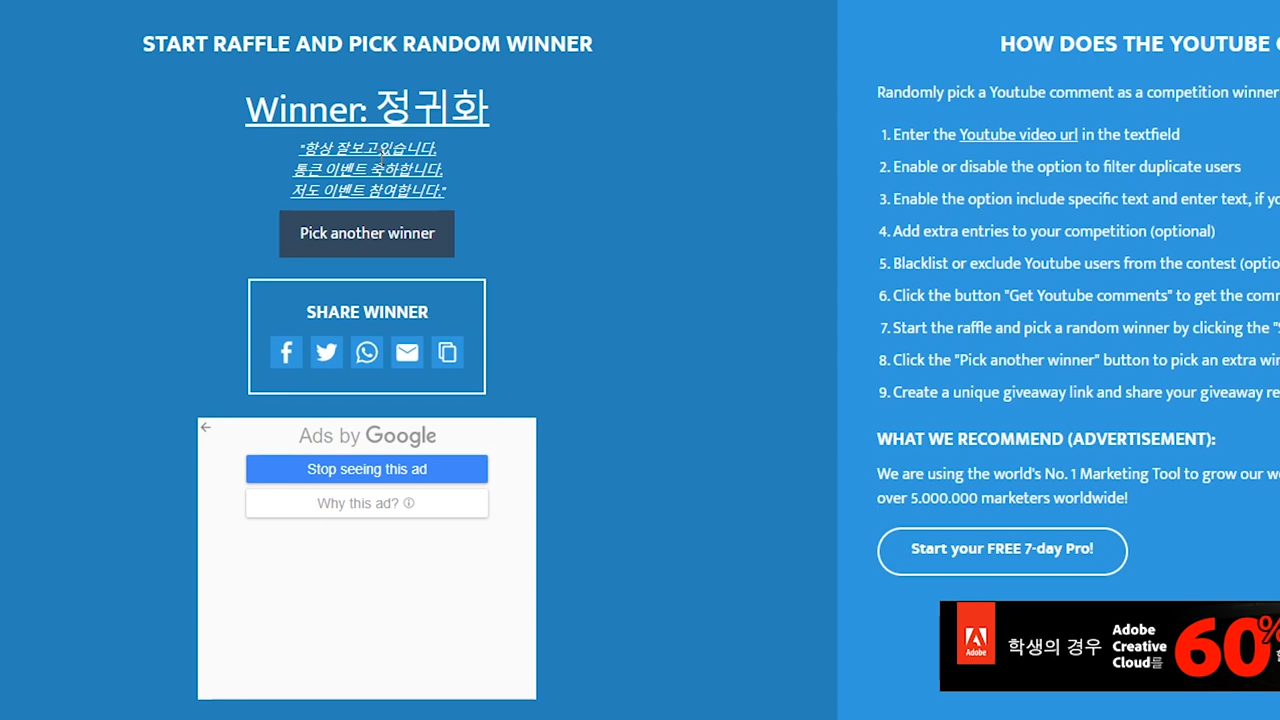 START RAFFLE AND PICK RANDOM WINNER
Winner: 정귀화
"항상 잘보고있습니다.
통큰 이벤트 축하합니다.
저도 이벤트 참여합니다."
Pick another winner
SHARE WINNER
Ads by Google
Stop seeing this ad
Why this ad?
HOW DOES THE YOUTUBE
Randomly pick a Youtube comment as a competition winner
1. Enter the Youtube video url in the textfield
2. Enable or disable the option to filter duplicate users
3. Enable the option include specific text and enter text, if
4. Add extra entries to your competition (optional)
5. Blacklist or exclude Youtube users from the contest
6. Click the button "Get Youtube comments" to get the
7. Start the raffle and pick a random winner by clicking the
8. Click the "Pick another winner" button to pick an extra
9. Create a unique giveaway link and share your giveaway
WHAT WE RECOMMEND (ADVERTISEMENT):
We are using the world's No. 1 Marketing Tool to grow our
over 5.000.000 marketers worldwide!
Start your FREE 7-day Pro!
Adobe
학생의 경우
Adobe
Creative
Cloud를
60%